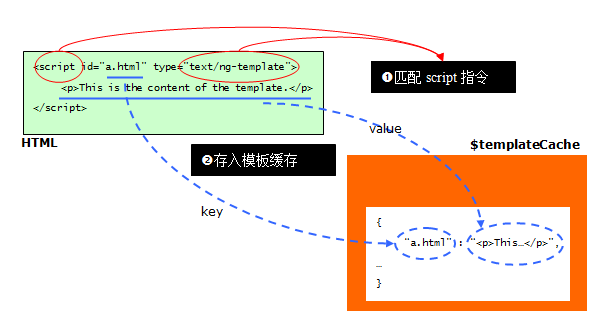 <script id="a.html" type="text/ng-template">
<p>This is the content of the template.</p>
</script>
HTML
❶匹配 script 指令
❷存入模板缓存
value
key
$templateCache
{
"a.html" : "<p>This…</p>",
…
}